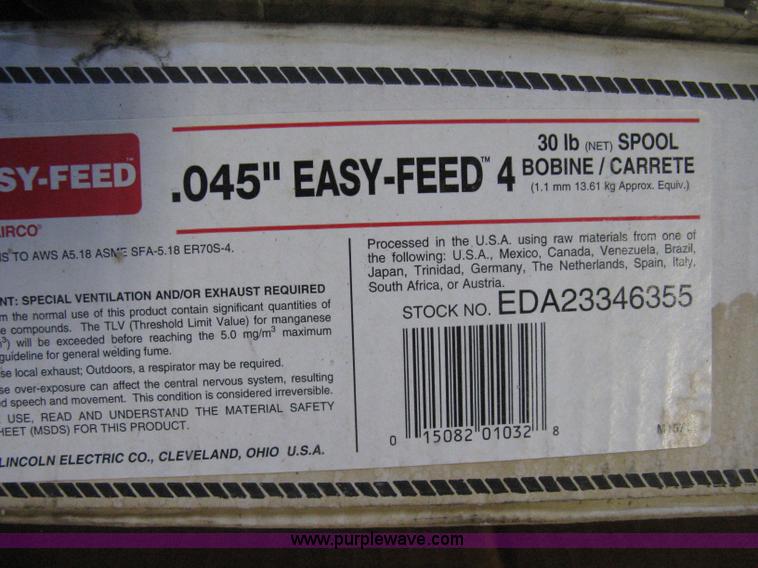 SY-FEED™
AIRCO®
.045" EASY-FEED™ 4
30 lb (NET) SPOOL
BOBINE / CARRETE
(1.1 mm 13.61 kg Approx. Equiv.)
TO AWS A5.18 ASME SFA-5.18 ER70S-4.
NT: SPECIAL VENTILATION AND/OR EXHAUST REQUIRED
m the normal use of this product contain significant quantities of
e compounds. The TLV (Threshold Limit Value) for manganese
will be exceeded before reaching the 5.0 mg/m³ maximum
guideline for general welding fume.
se local exhaust; Outdoors, a respirator may be required.
se over-exposure can affect the central nervous system, resulting
d speech and movement. This condition is considered irreversible.
USE, READ AND UNDERSTAND THE MATERIAL SAFETY
HEET (MSDS) FOR THIS PRODUCT.
LINCOLN ELECTRIC CO., CLEVELAND, OHIO U.S.A.
Processed in the U.S.A. using raw materials from one of
the following: U.S.A., Mexico, Canada, Venezuela, Brazil,
Japan, Trinidad, Germany, The Netherlands, Spain, Italy,
South Africa, or Austria.
STOCK NO. EDA23346355
0 15082 01032 8
www.purplewave.com